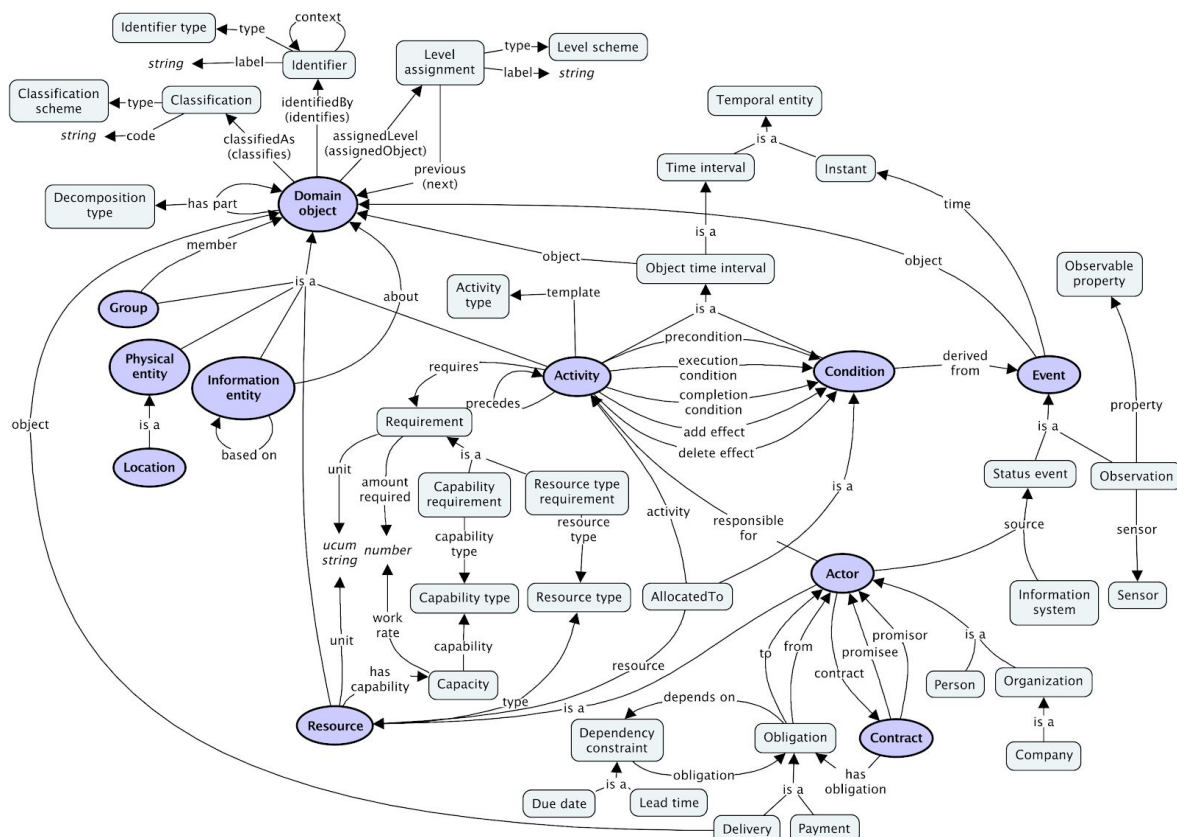 context
Identifier type
type
string
label
Identifier
Level
assignment
type
Level scheme
label
string
Classification
scheme
type
Classification
string
code
identifiedBy
(identifies)
classifiedAs
(classifies)
assignedLevel
(assignedObject)
previous
(next)
Temporal entity
is a
Time interval
Instant
Decomposition
type
has part
Domain
object
time
member
is a
is a
object
Object time interval
object
Observable
property
Group
about
Activity
type
template
is a
Physical
entity
Information
entity
requires
Activity
precondition
execution
condition
completion
condition
add effect
delete effect
Condition
derived
from
Event
precedes
property
is a
object
based on
Location
Requirement
is a
is a
unit
amount
required
Capability
requirement
Resource type
requirement
is a
Status event
Observation
activity
responsible
for
source
capability
type
resource
type
ucum
string
number
sensor
Actor
Capability type
Resource type
AllocatedTo
Information
system
Sensor
unit
work
rate
capability
to
from
promisor
promisee
is a
has
capability
Capacity
resource
contract
Person
Organization
type
is a
depends on
Resource
Dependency
constraint
Obligation
Contract
is a
Company
obligation
has
obligation
is a
is a
Due date
Lead time
Delivery
Payment